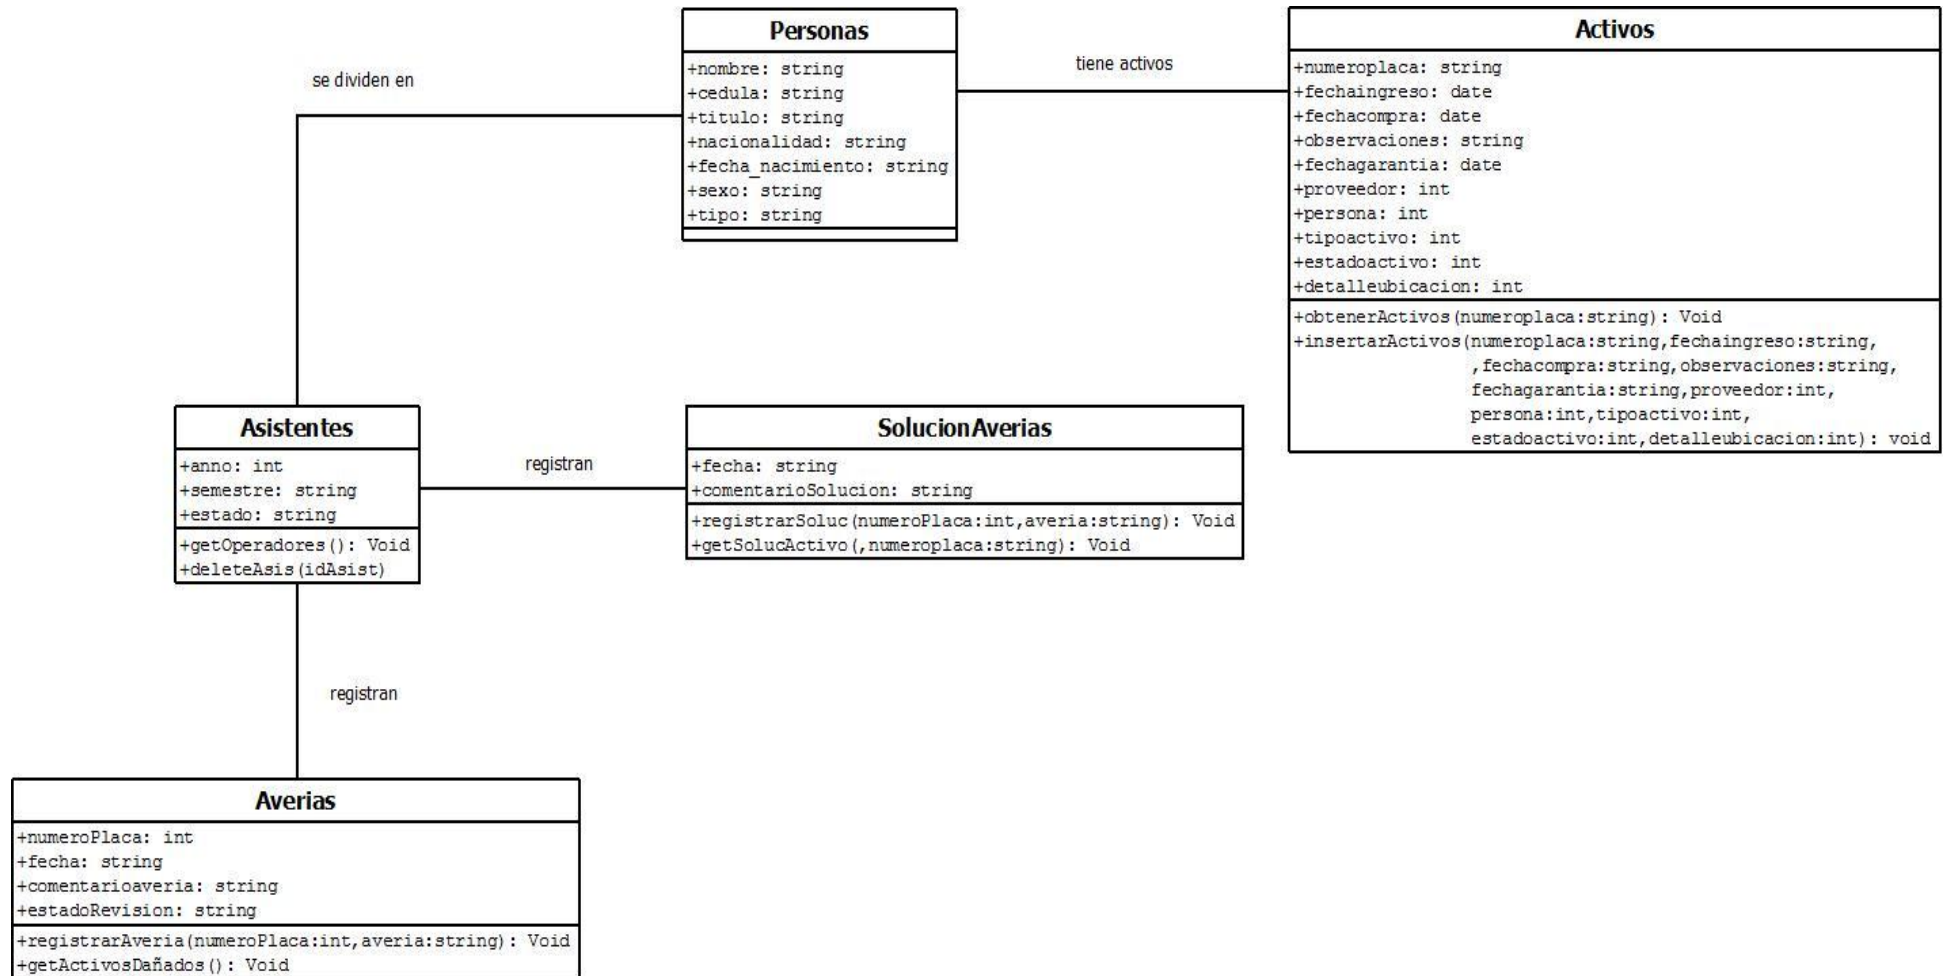 Personas
+nombre: string
+cedula: string
+titulo: string
+nacionalidad: string
+fecha_nacimiento: string
+sexo: string
+tipo: string
se dividen en
tiene activos
Activos
+numeroplaca: string
+fechaingreso: date
+fechacompra: date
+observaciones: string
+fechagarantia: date
+proveedor: int
+persona: int
+tipoactivo: int
+estadoactivo: int
+detalleubicacion: int
+obtenerActivos(numeroplaca:string): Void
+insertarActivos(numeroplaca:string,fechaingreso:string,
,fechacompra:string,observaciones:string,
fechagarantia:string,proveedor:int,
persona:int,tipoactivo:int,
estadoactivo:int,detalleubicacion:int): void
Asistentes
+anno: int
+semestre: string
+estado: string
+getOperadores(): Void
+deleteAsis(idAsist)
registran
SolucionAverias
+fecha: string
+comentarioSolucion: string
+registrarSoluc(numeroPlaca:int,averia:string): Void
+getSolucActivo(,numeroplaca:string): Void
registran
Averias
+numeroPlaca: int
+fecha: string
+comentarioaveria: string
+estadoRevision: string
+registrarAveria(numeroPlaca:int,averia:string): Void
+getActivosDañados(): Void